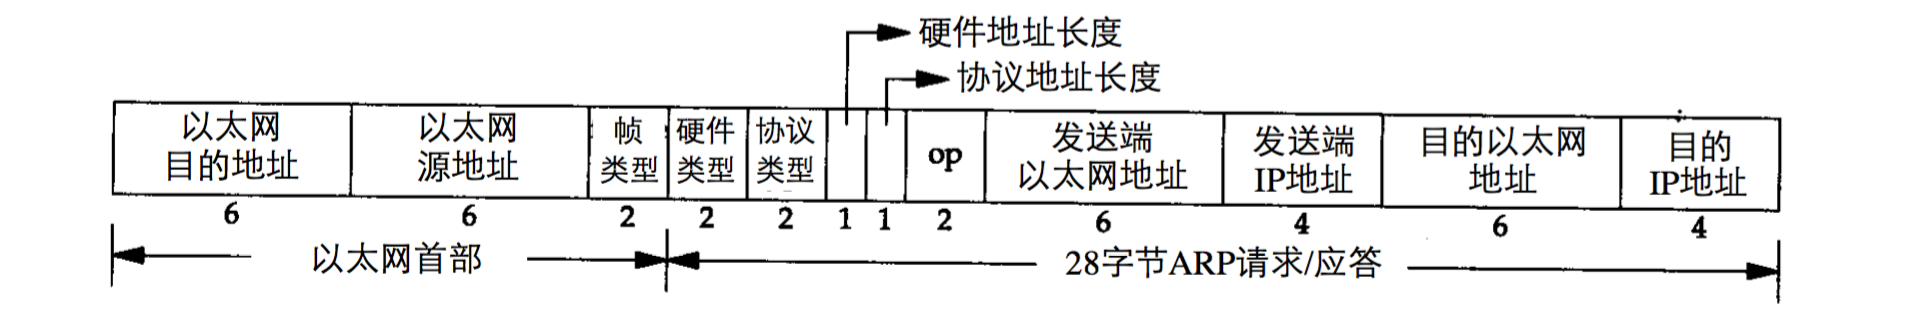 硬件地址长度
协议地址长度
以太网
目的地址
以太网
源地址
帧
类型
硬件
类型
协议
类型
op
发送端
以太网地址
发送端
IP地址
目的以太网
地址
目的
IP地址
6
6
2
2
2
1
1
2
6
4
6
4
以太网首部
28字节ARP请求/应答